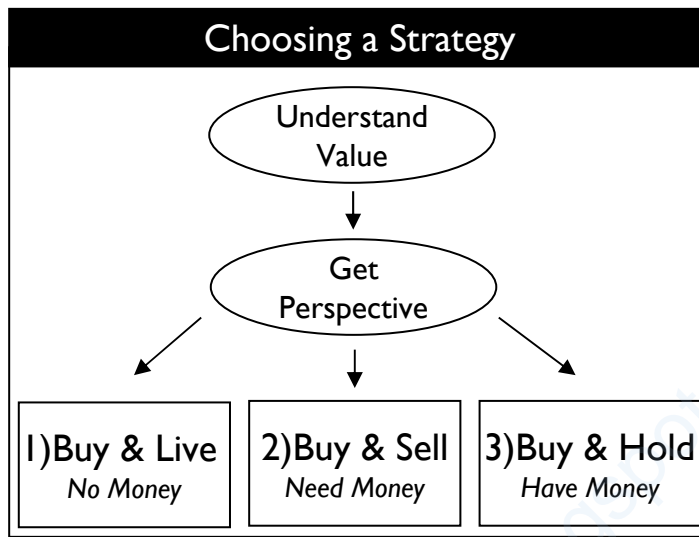 Choosing a Strategy
Understand
Value
Get
Perspective
1)Buy & Live
No Money
2)Buy & Sell
Need Money
3)Buy & Hold
Have Money